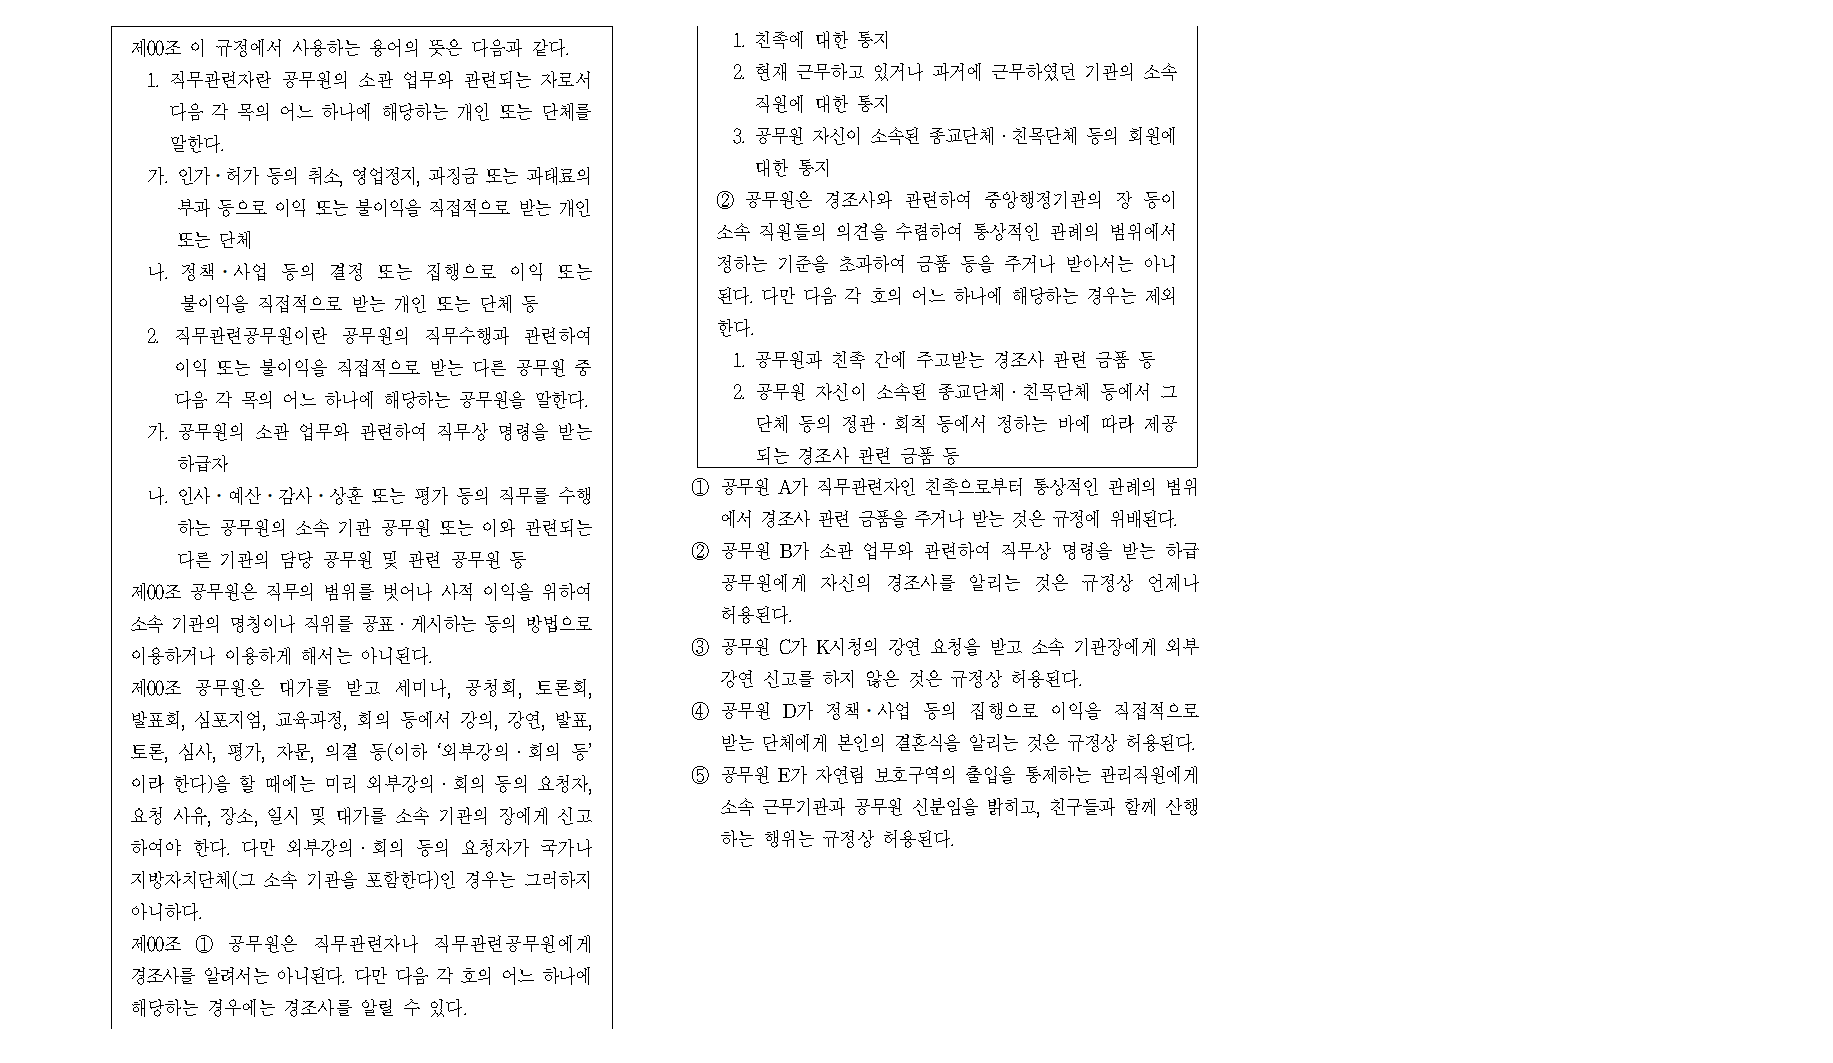 제00조 이 규정에서 사용하는 용어의 뜻은 다음과 같다.
1. 직무관련자란 공무원의 소관 업무와 관련되는 자로서
다음 각 목의 어느 하나에 해당하는 개인 또는 단체를
말한다.
가. 인가·허가 등의 취소, 영업정지, 과징금 또는 과태료의
부과 등으로 이익 또는 불이익을 직접적으로 받는 개인
또는 단체
나. 정책·사업 등의 결정 또는 집행으로 이익 또는
불이익을 직접적으로 받는 개인 또는 단체 등
2. 직무관련공무원이란 공무원의 직무수행과 관련하여
이익 또는 불이익을 직접적으로 받는 다른 공무원 중
다음 각 목의 어느 하나에 해당하는 공무원을 말한다.
가. 공무원의 소관 업무와 관련하여 직무상 명령을 받는
하급자
나. 인사·예산·감사·상훈 또는 평가 등의 직무를 수행
하는 공무원의 소속 기관 공무원 또는 이와 관련되는
다른 기관의 담당 공무원 및 관련 공무원 등
제00조 공무원은 직무의 범위를 벗어나 사적 이익을 위하여
소속 기관의 명칭이나 직위를 공표·게시하는 등의 방법으로
이용하거나 이용하게 해서는 아니된다.
제00조 공무원은 대가를 받고 세미나, 공청회, 토론회,
발표회, 심포지엄, 교육과정, 회의 등에서 강의, 강연, 발표,
토론, 심사, 평가, 자문, 의결 등(이하 ‘외부강의·회의 등’
이라 한다)을 할 때에는 미리 외부강의·회의 등의 요청자,
요청 사유, 장소, 일시 및 대가를 소속 기관의 장에게 신고
하여야 한다. 다만 외부강의·회의 등의 요청자가 국가나
지방자치단체(그 소속 기관을 포함한다)인 경우는 그러하지
아니하다.
제00조 ① 공무원은 직무관련자나 직무관련공무원에게
경조사를 알려서는 아니된다. 다만 다음 각 호의 어느 하나에
해당하는 경우에는 경조사를 알릴 수 있다.
1. 친족에 대한 통지
2. 현재 근무하고 있거나 과거에 근무하였던 기관의 소속
직원에 대한 통지
3. 공무원 자신이 소속된 종교단체·친목단체 등의 회원에
대한 통지
② 공무원은 경조사와 관련하여 중앙행정기관의 장 등이
소속 직원들의 의견을 수렴하여 통상적인 관례의 범위에서
정하는 기준을 초과하여 금품 등을 주거나 받아서는 아니
된다. 다만 다음 각 호의 어느 하나에 해당하는 경우는 제외
한다.
1. 공무원과 친족 간에 주고받는 경조사 관련 금품 등
2. 공무원 자신이 소속된 종교단체·친목단체 등에서 그
단체 등의 정관·회칙 등에서 정하는 바에 따라 제공
되는 경조사 관련 금품 등
① 공무원 A가 직무관련자인 친족으로부터 통상적인 관례의 범위
에서 경조사 관련 금품을 주거나 받는 것은 규정에 위배된다.
② 공무원 B가 소관 업무와 관련하여 직무상 명령을 받는 하급
공무원에게 자신의 경조사를 알리는 것은 규정상 언제나
허용된다.
③ 공무원 C가 K시청의 강연 요청을 받고 소속 기관장에게 외부
강연 신고를 하지 않은 것은 규정상 허용된다.
④ 공무원 D가 정책·사업 등의 집행으로 이익을 직접적으로
받는 단체에게 본인의 결혼식을 알리는 것은 규정상 허용된다.
⑤ 공무원 E가 자연림 보호구역의 출입을 통제하는 관리직원에게
소속 근무기관과 공무원 신분임을 밝히고, 친구들과 함께 산행
하는 행위는 규정상 허용된다.